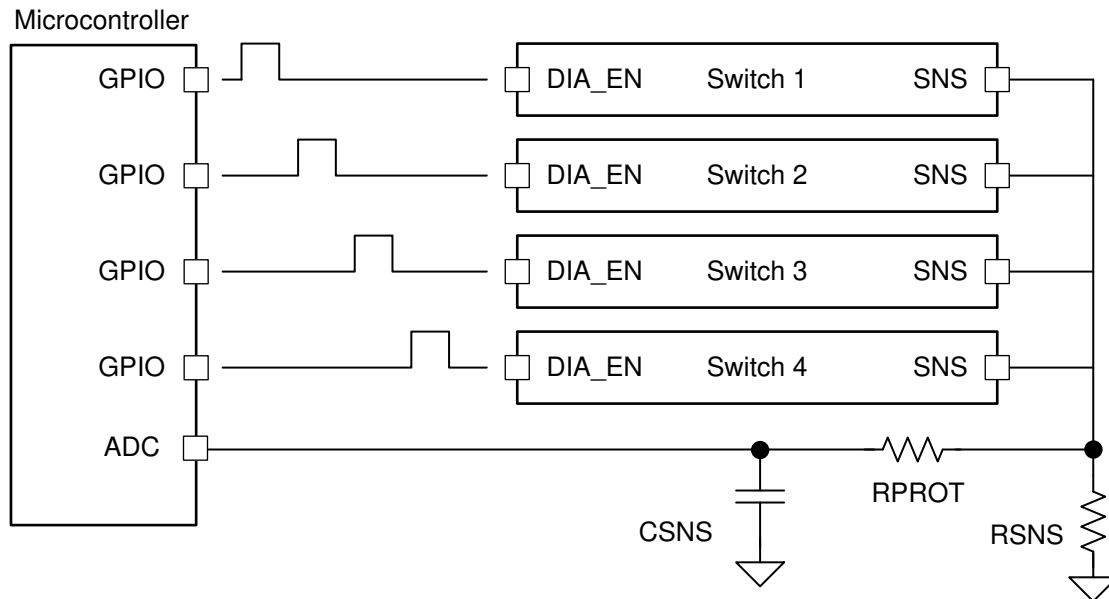 Microcontroller
GPIO DIA_EN Switch 1 SNS
GPIO DIA_EN Switch 2 SNS
GPIO DIA_EN Switch 3 SNS
GPIO DIA_EN Switch 4 SNS
ADC
RPROT
CSNS
RSNS